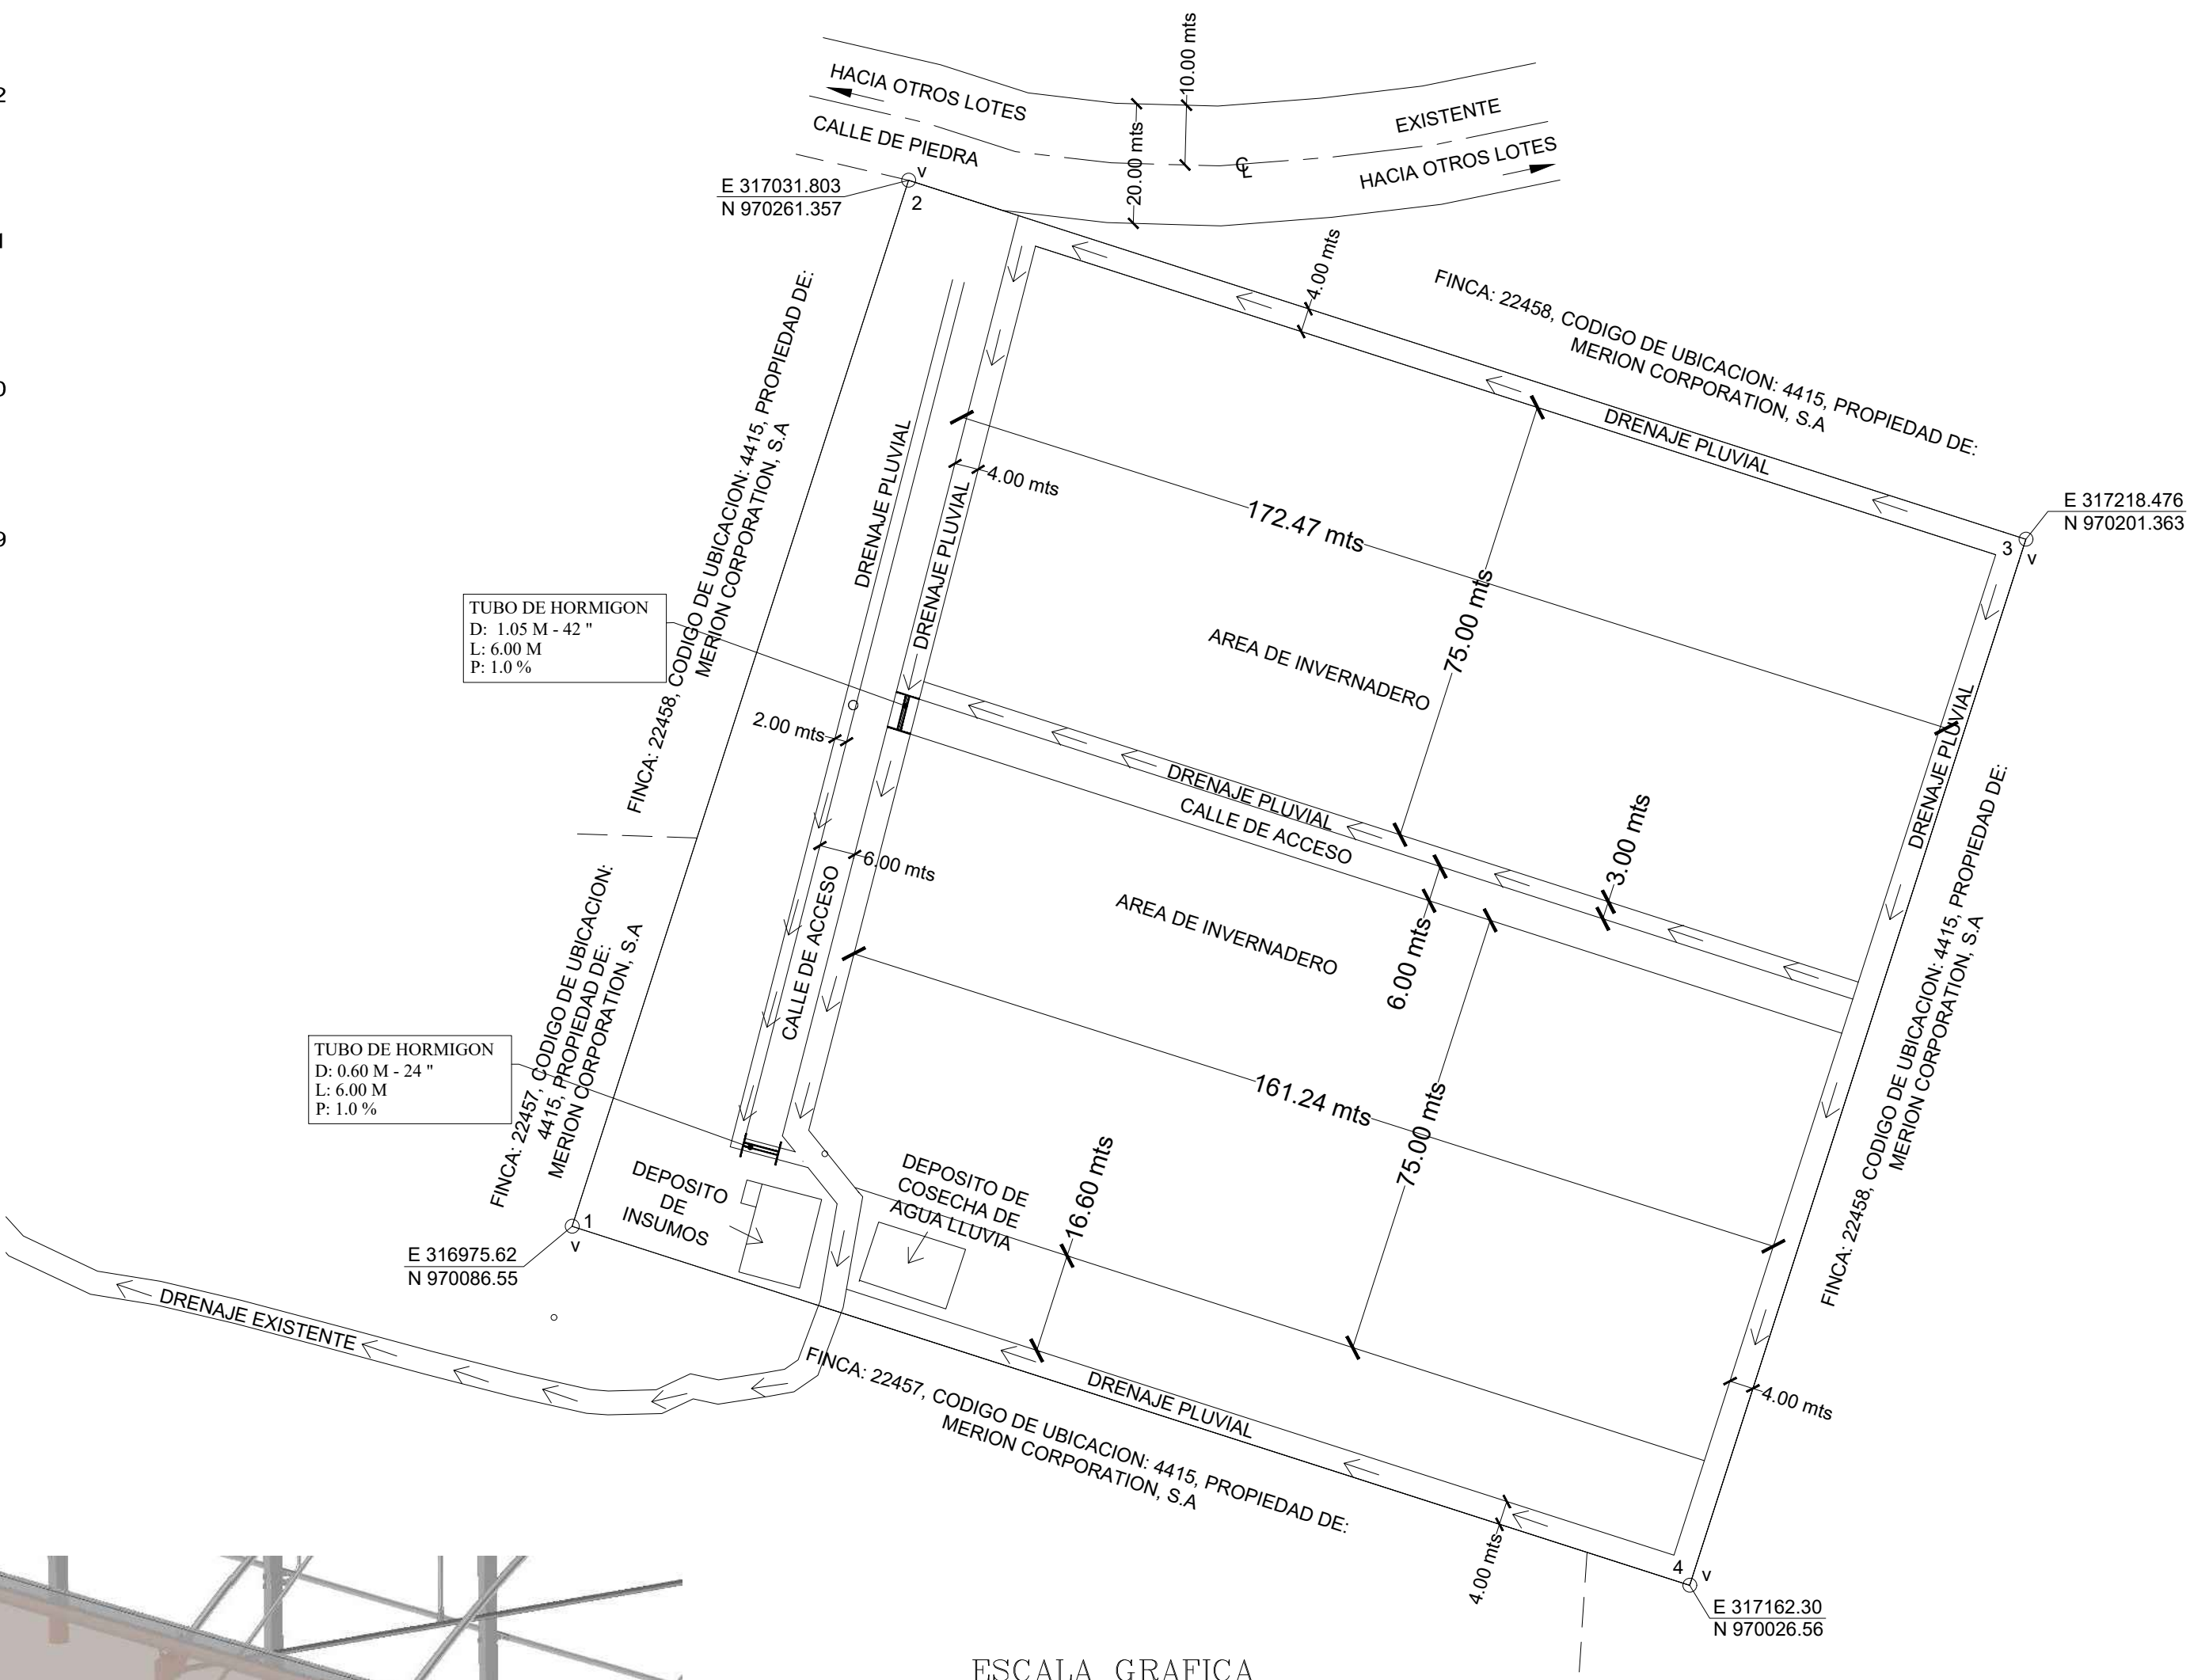 10.00 mts
HACIA OTROS LOTES
CALLE DE PIEDRA
20.00 mts
EXISTENTE
HACIA OTROS LOTES
E 317031.803
N 970261.357
v
2
4.00 mts
FINCA: 22458, CODIGO DE UBICACION: 4415, PROPIEDAD DE:
MERION CORPORATION, S.A
DRENAJE PLUVIAL
FINCA: 22458, CODIGO DE UBICACION: 4415, PROPIEDAD DE:
MERION CORPORATION, S.A
DRENAJE PLUVIAL
DRENAJE PLUVIAL
4.00 mts
172.47 mts
E 317218.476
N 970201.363
3
v
TUBO DE HORMIGON
D: 1.05 M - 42 "
L: 6.00 M
P: 1.0 %
AREA DE INVERNADERO
75.00 mts
2.00 mts
DRENAJE PLUVIAL
DRENAJE PLUVIAL
CALLE DE ACCESO
3.00 mts
6.00 mts
CALLE DE ACCESO
AREA DE INVERNADERO
6.00 mts
FINCA: 22458, CODIGO DE UBICACION: 4415, PROPIEDAD DE:
MERION CORPORATION, S.A
FINCA: 22457, CODIGO DE UBICACION:
4415, PROPIEDAD DE:
MERION CORPORATION, S.A
TUBO DE HORMIGON
D: 0.60 M - 24 "
L: 6.00 M
P: 1.0 %
161.24 mts
75.00 mts
16.60 mts
DEPOSITO
DE
INSUMOS
DEPOSITO DE
COSECHA DE
AGUA LLUVIA
1
v
E 316975.62
N 970086.55
DRENAJE EXISTENTE
FINCA: 22457, CODIGO DE UBICACION: 4415, PROPIEDAD DE:
MERION CORPORATION, S.A
DRENAJE PLUVIAL
4.00 mts
4.00 mts
4
v
E 317162.30
N 970026.56
ESCALA GRAFICA